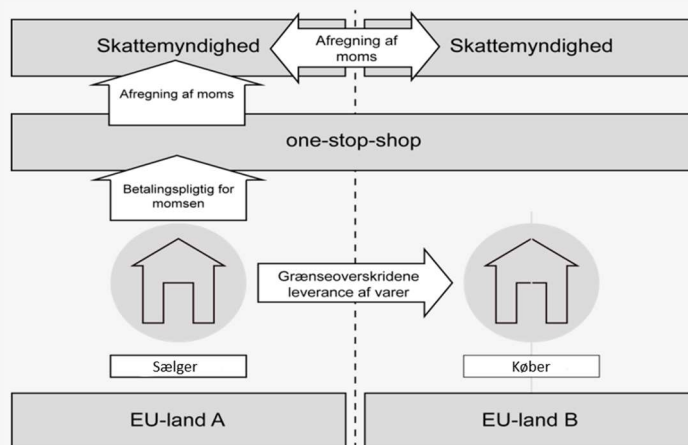 Skattemyndighed
Afregning af
moms
Skattemyndighed
Afregning af moms
one-stop-shop
Betalingspligtig for
momsen
Grænseoverskridene
leverance af varer
Sælger
Køber
EU-land A
EU-land B